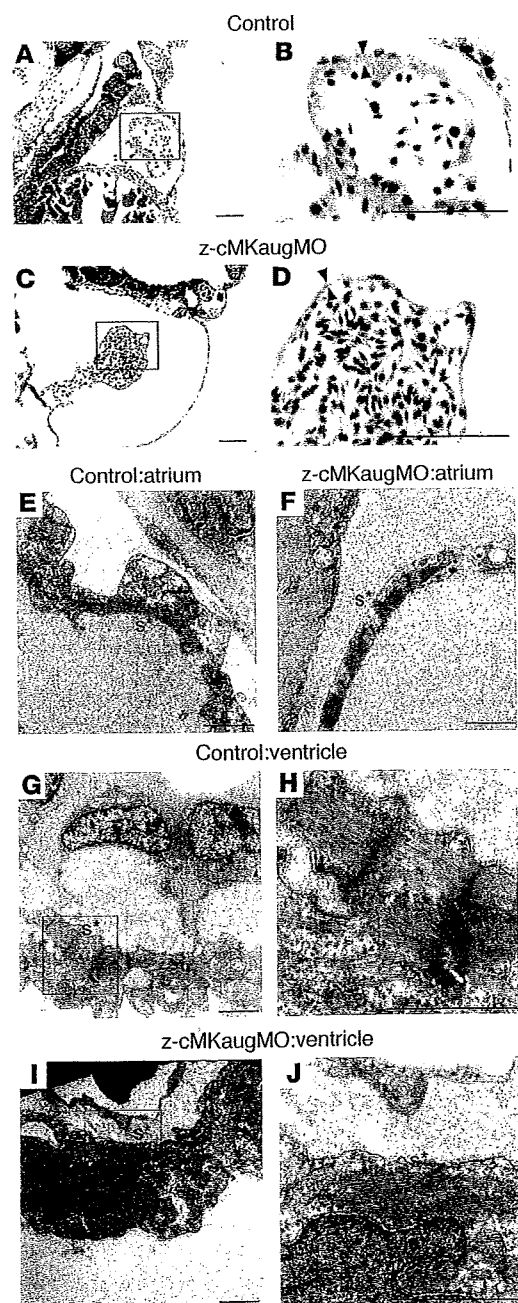 Control
A
B
z-cMKaugMO
C
D
Control:atrium
z-cMKaugMO:atrium
E
F
S*
Control:ventricle
G
H
S*
z-cMKaugMO:ventricle
I
J
S*